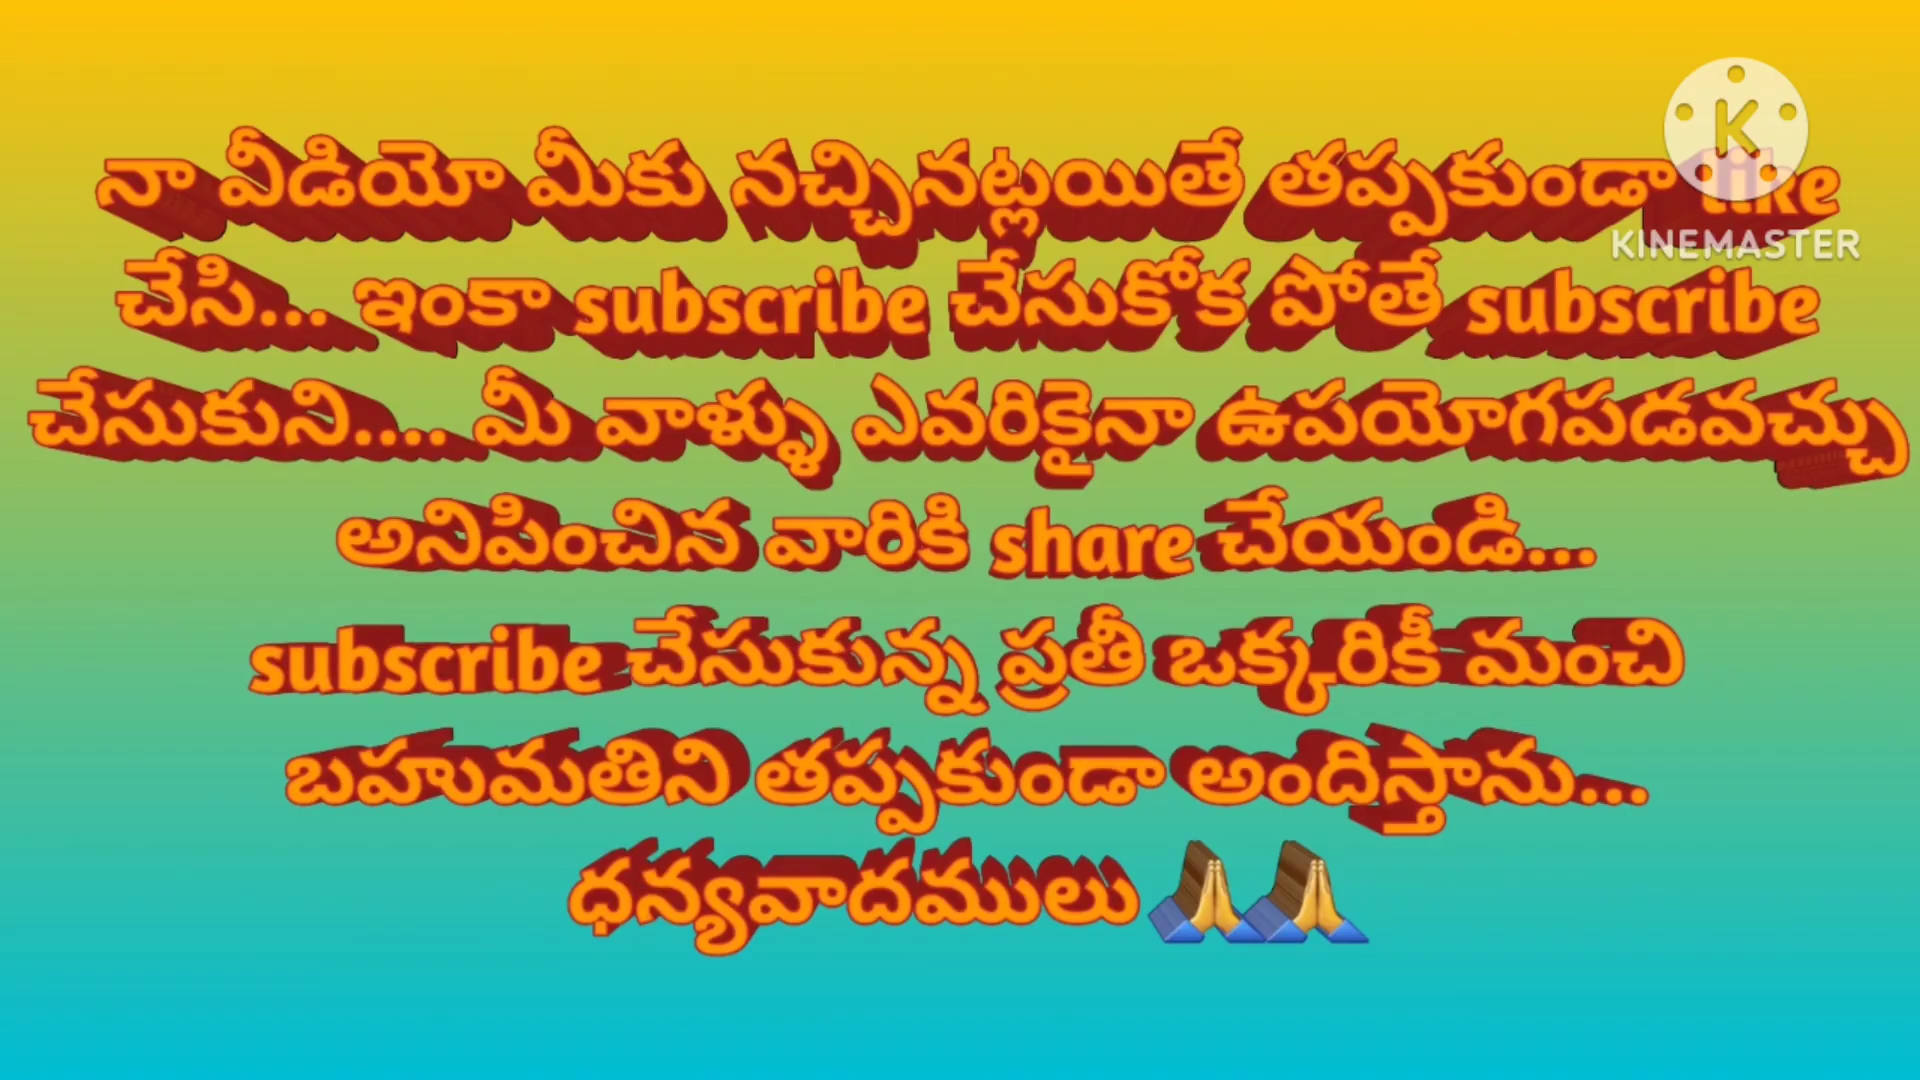 నా వీడియో మీకు నచ్చినట్లయితే తప్పకుండా like
KINEMASTER
చేసి... ఇంకా subscribe చేసుకోక పోతే subscribe
చేసుకుని.... మీ వాళ్ళు ఎవరికైనా ఉపయోగపడవచ్చు
అనిపించిన వారికి share చేయండి...
subscribe చేసుకున్న ప్రతీ ఒక్కరికీ మంచి
బహుమతిని తప్పకుండా అందిస్తాను...
ధన్యవాదములు 🙏🙏